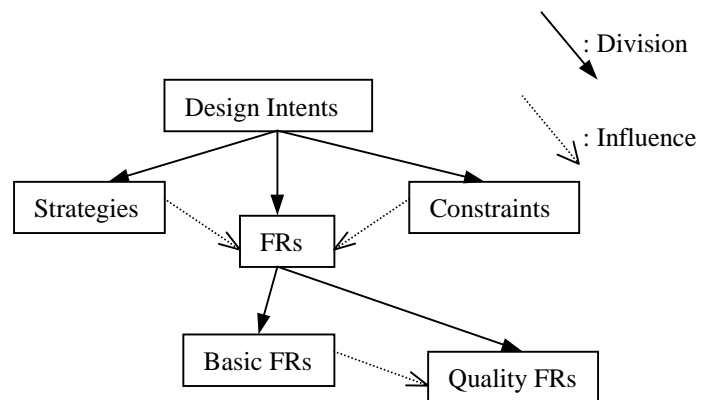 : Division
Design Intents
: Influence
Strategies
Constraints
FRs
Basic FRs
Quality FRs